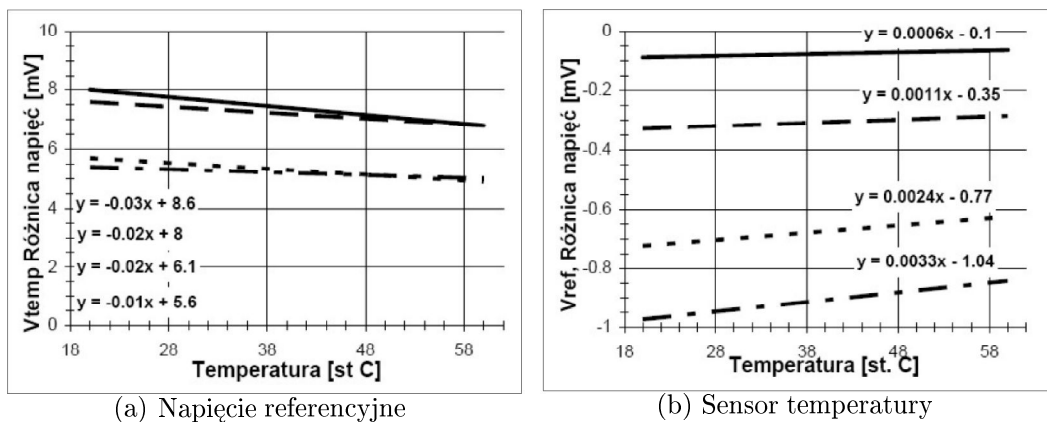 Vtemp Różnica napięć [mV]
10
8
6
4
2
0
y = -0.03x + 8.6
y = -0.02x + 8
y = -0.02x + 6.1
y = -0.01x + 5.6
18 28 38 48 58
Temperatura [st C]
(a) Napięcie referencyjne
Vref, Różnica napięć [mV]
0
-0.2
-0.4
-0.6
-0.8
-1
y = 0.0006x - 0.1
y = 0.0011x - 0.35
y = 0.0024x - 0.77
y = 0.0033x - 1.04
18 28 38 48 58
Temperatura [st. C]
(b) Sensor temperatury